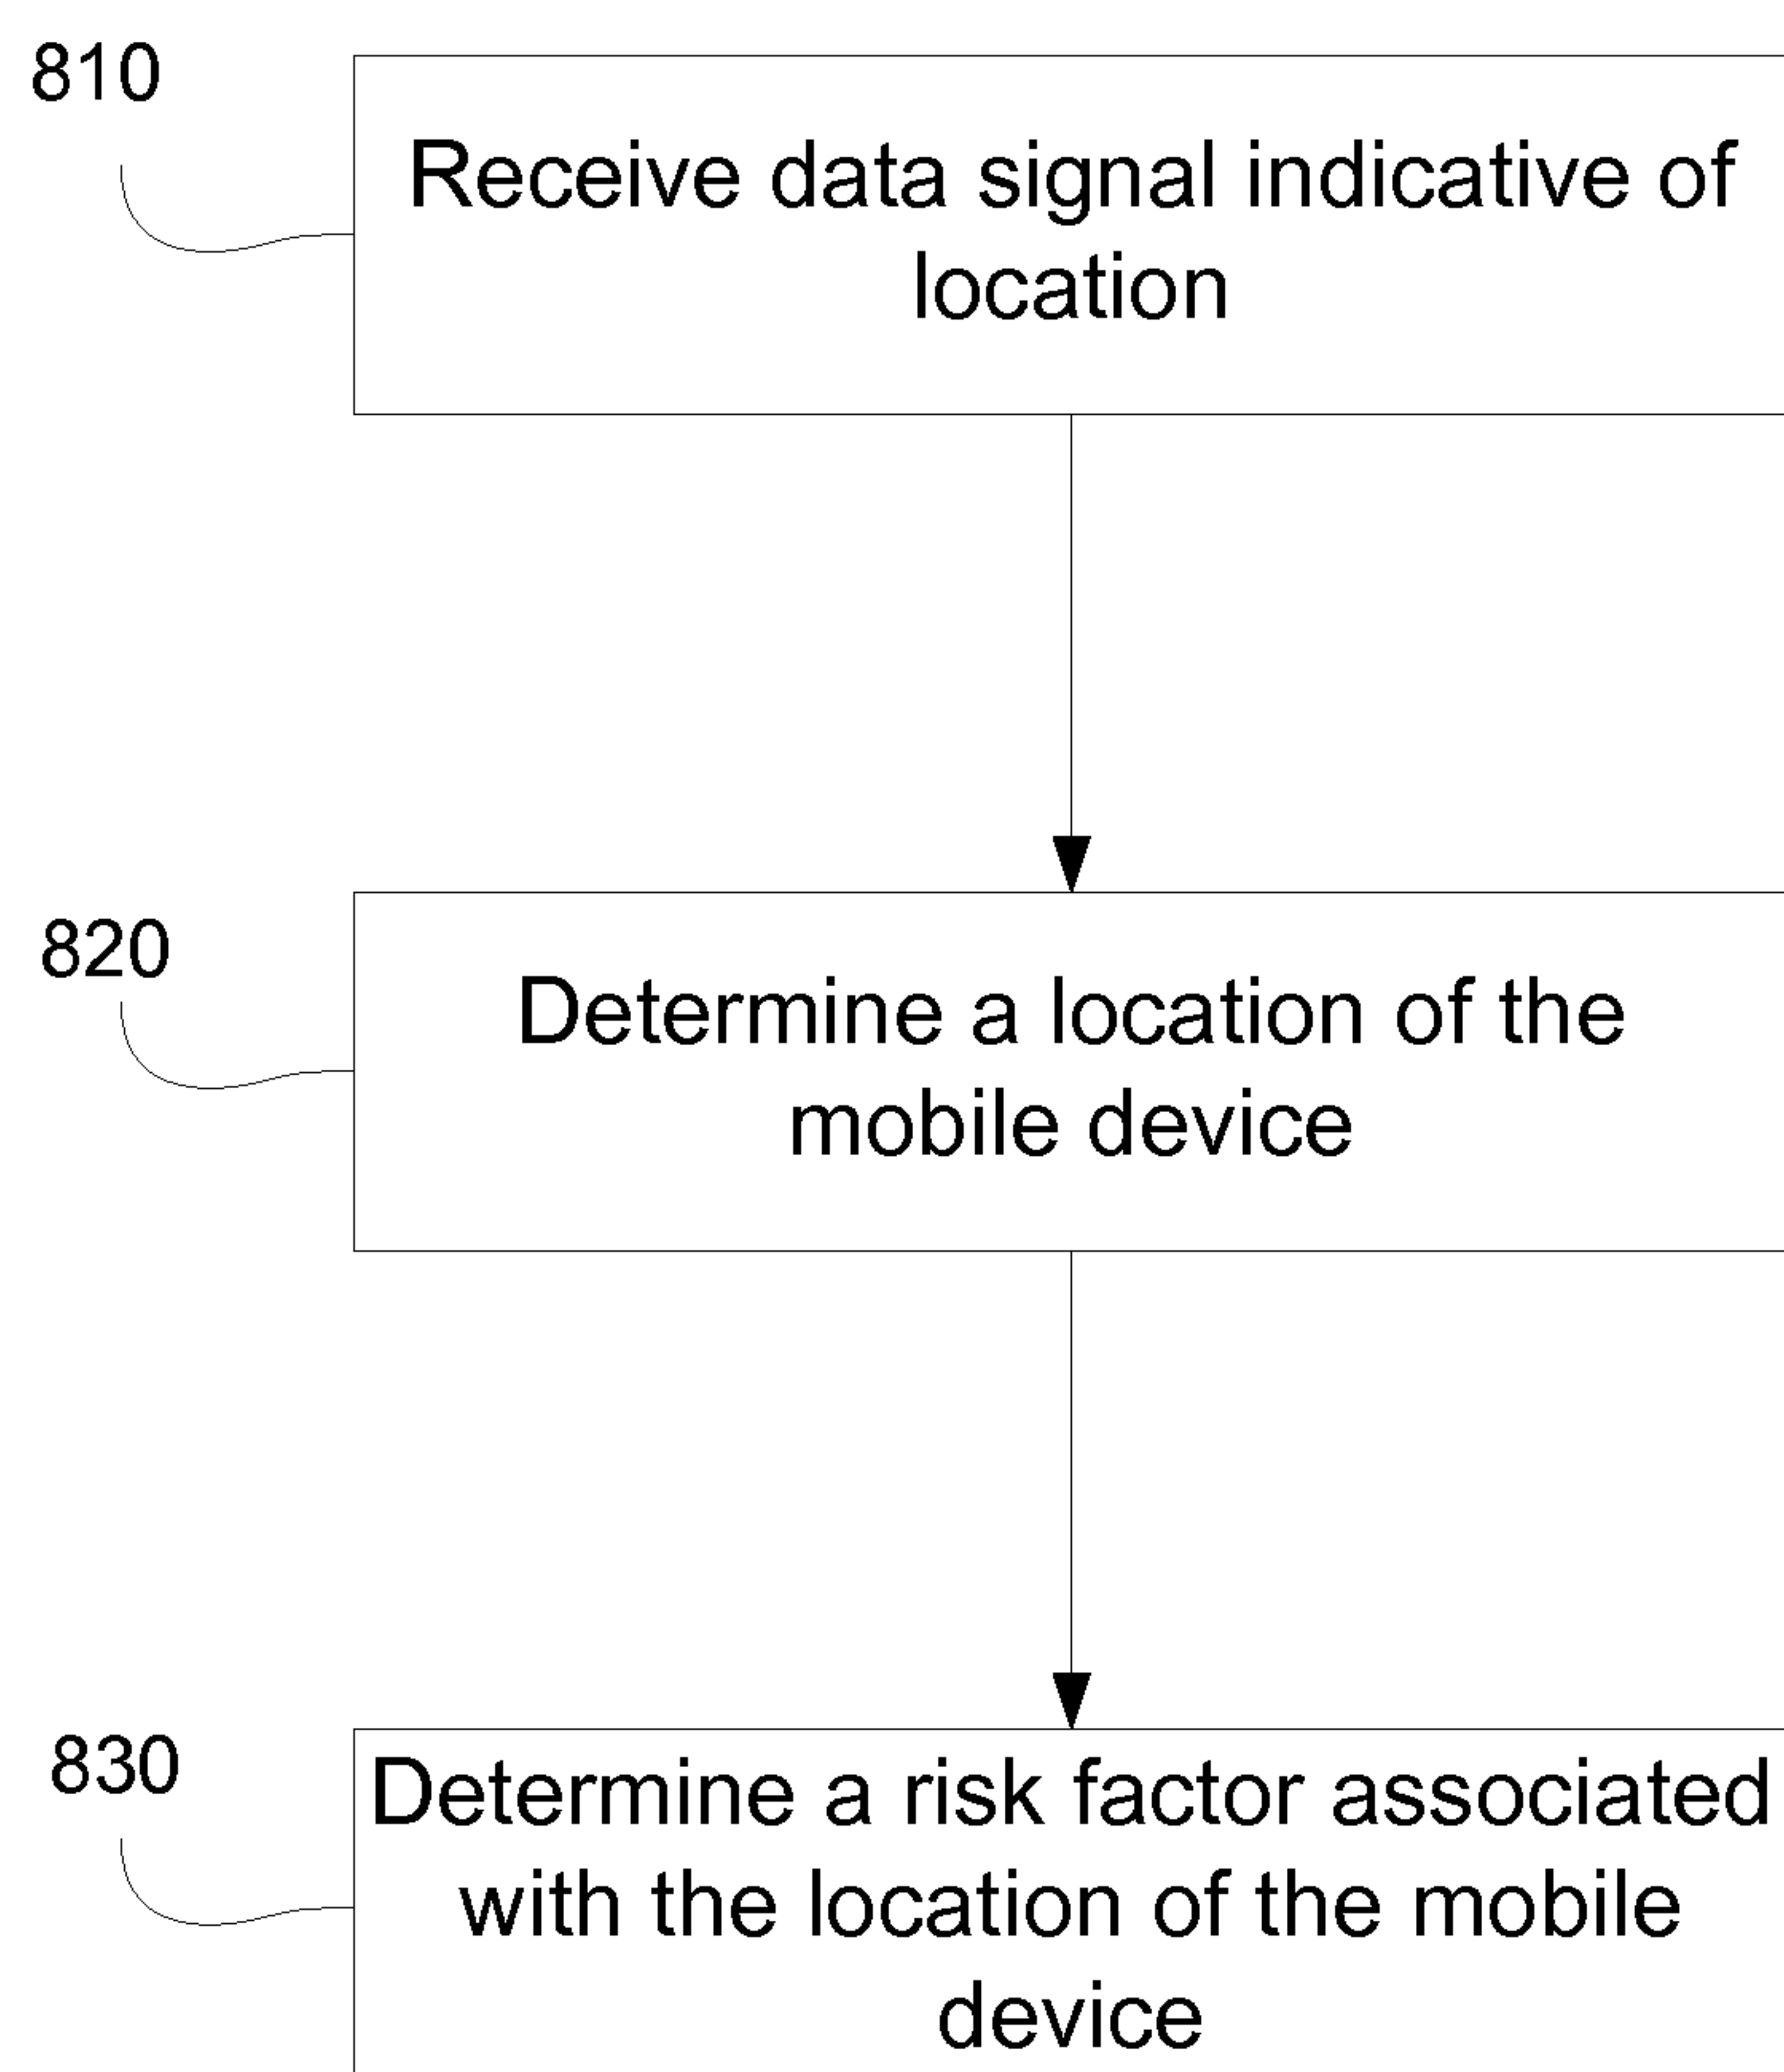 810
Receive data signal indicative of
location
820
Determine a location of the
mobile device
830
Determine a risk factor associated
with the location of the mobile
device